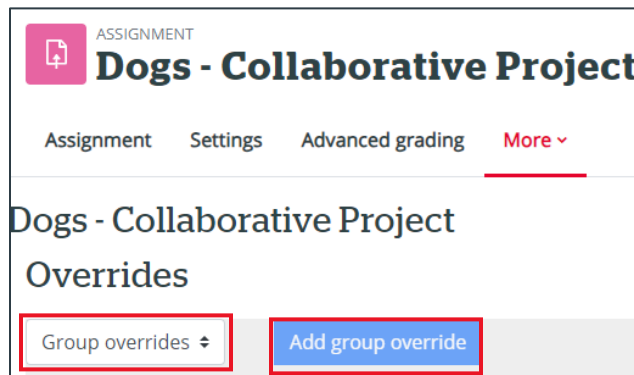 ASSIGNMENT
Dogs - Collaborative Project
Assignment Settings Advanced grading More
Dogs - Collaborative Project
Overrides
Group overrides Add group override